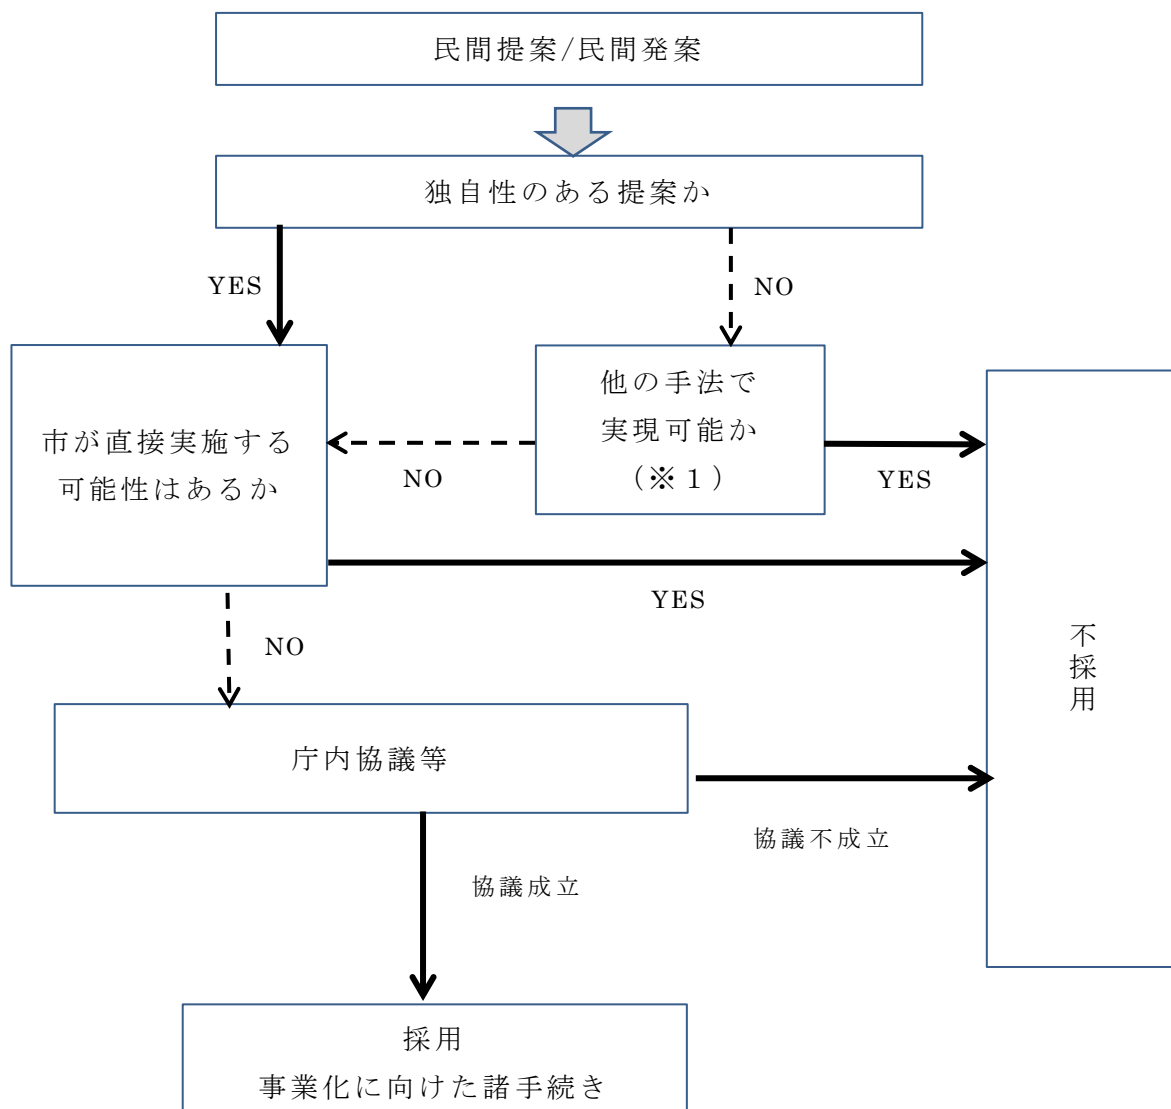 民間提案/民間発案
独自性のある提案か
YES
NO
他の手法で
実現可能か
(※１)
市が直接実施する
可能性はあるか
NO
YES
YES
NO
不採用
庁内協議等
協議不成立
協議成立
採用
事業化に向けた諸手続き